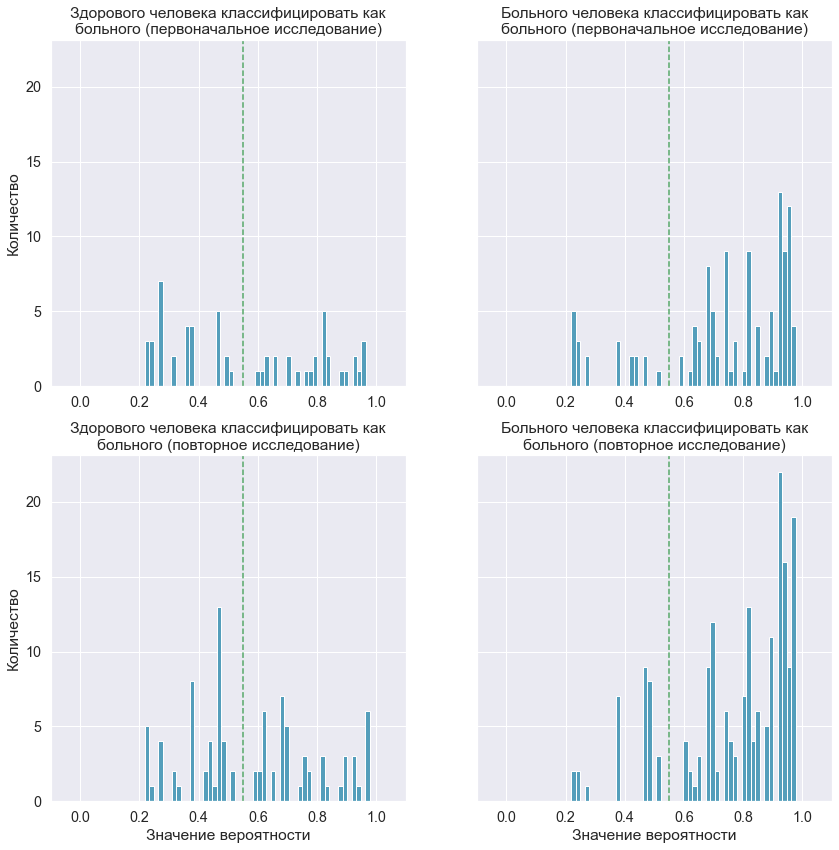 Здорового человека классифицировать как
больного (первоначальное исследование)
Больного человека классифицировать как
больного (первоначальное исследование)
Количество
20
15
10
5
0
0.0 0.2 0.4 0.6 0.8 1.0
0.0 0.2 0.4 0.6 0.8 1.0
Здорового человека классифицировать как
больного (повторное исследование)
Больного человека классифицировать как
больного (повторное исследование)
Количество
20
15
10
5
0
0.0 0.2 0.4 0.6 0.8 1.0
Значение вероятности
0.0 0.2 0.4 0.6 0.8 1.0
Значение вероятности